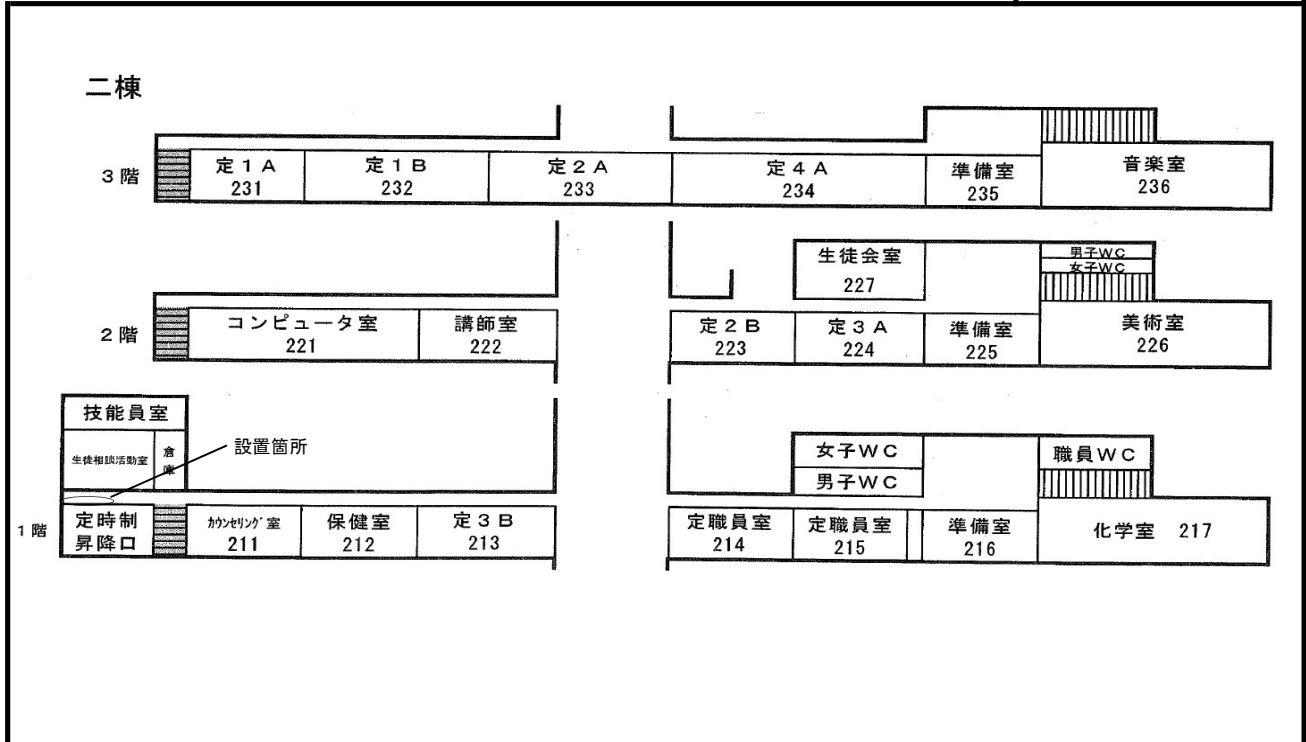 二棟
3階
定1A
231
定1B
232
定2A
233
定4A
234
準備室
235
音楽室
236
生徒会室
227
男子WC
女子WC
2階
コンピュータ室
221
講師室
222
定2B
223
定3A
224
準備室
225
美術室
226
技能員室
生徒相談活動室
倉
庫
設置箇所
女子WC
男子WC
職員WC
1階
定時制
昇降口
カウンセリング室
211
保健室
212
定3B
213
定職員室
214
定職員室
215
準備室
216
化学室 217